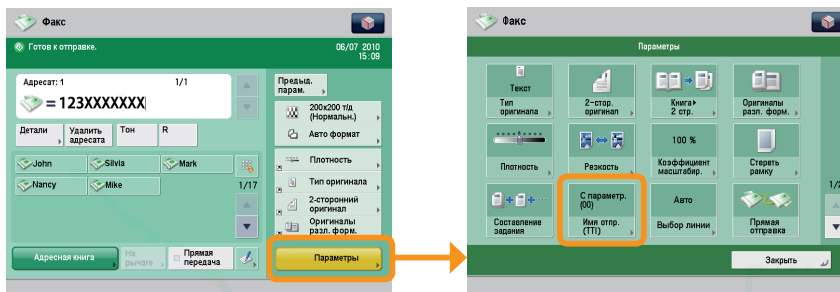 Факс
Готов к отправке.
06/07 2010
15:09
Адресат: 1
1/1
= 123XXXXXXX
Детали
Удалить
адресата
Тон
R
John
Silvia
Mark
Nancy
Mike
1/17
Адресная книга
На
рычаге
Прямая
передача
Предыд.
парам.
200x200 т/д
(Нормальн.)
Авто формат
Плотность
Тип оригинала
2-сторонний
оригинал
Оригиналы
разл. форм.
Параметры
Факс
Параметры
Текст
Тип
оригинала
2-стор.
оригинал
Книга
2 стр.
Оригиналы
разл. форм.
Плотность
Резкость
100 %
Коэффициент
масштабир.
Стереть
рамку
Составление
задания
С параметр.
(00)
Имя отпр.
(TTI)
Авто
Выбор линии
Прямая
отправка
Закрыть